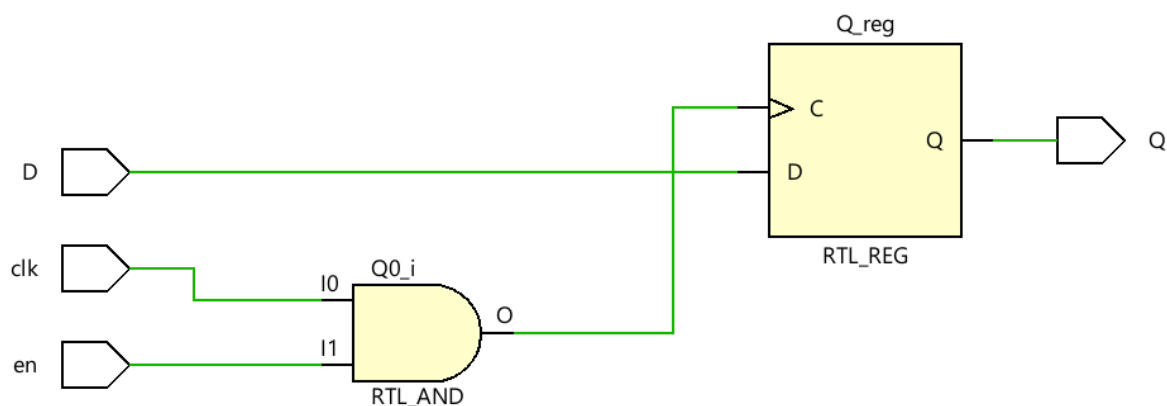 Q_reg
C
Q
Q
D
D
RTL_REG
clk
Q0_i
I0
O
en
I1
RTL_AND